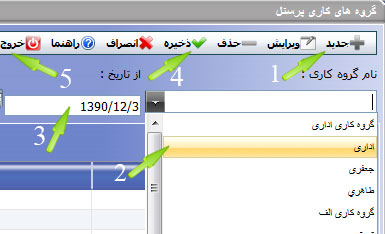 گروه های کاری پرسنل
جدید ویرایش حذف ذخیره انصراف راهنما خروج
1 4 5
نام گروه کاری : از تاریخ :
1390/12/3
3
گروه کاری اداری
اداری
2
جعفری
طاهري
گروه کاری الف